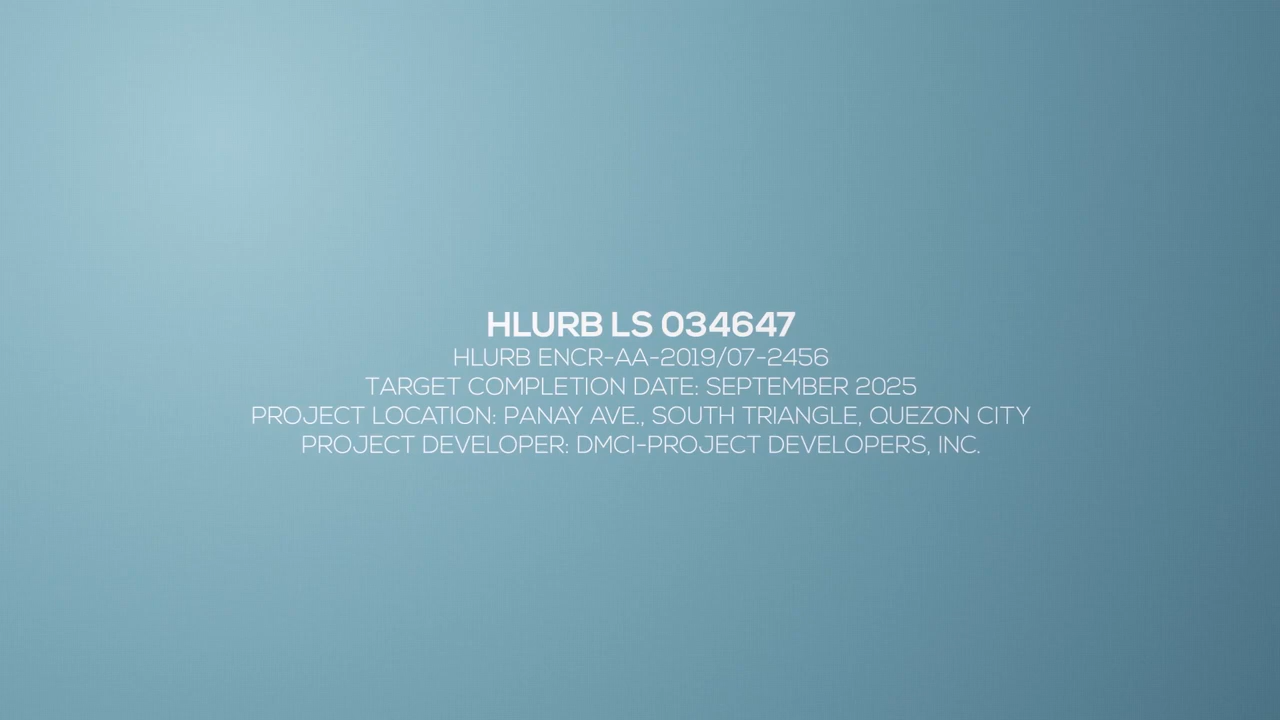 HLURB LS 034647
HLURB ENCR-AA-2019/07-2456
TARGET COMPLETION DATE: SEPTEMBER 2025
PROJECT LOCATION: PANAY AVE., SOUTH TRIANGLE, QUEZON CITY
PROJECT DEVELOPER: DMCI-PROJECT DEVELOPERS, INC.